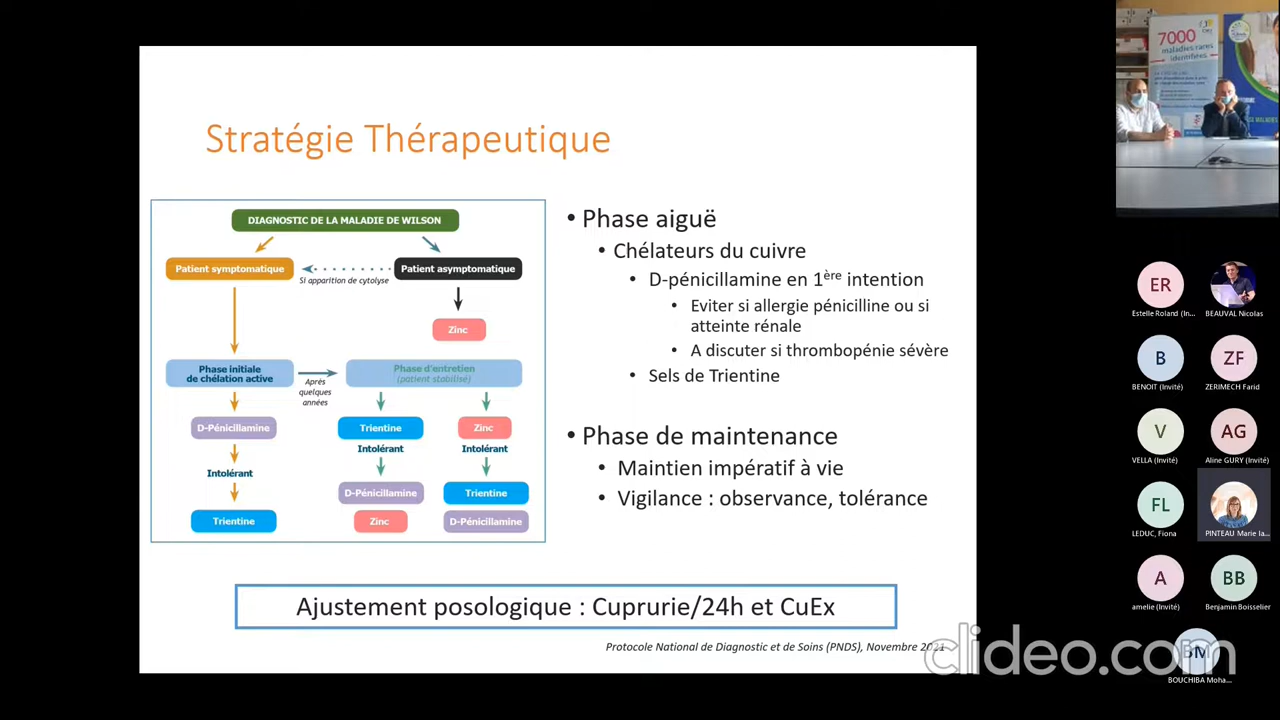 Stratégie Thérapeutique
DIAGNOSTIC DE LA MALADIE DE WILSON
Patient symptomatique
Si apparition de cytolyse
Patient asymptomatique
Zinc
Phase initiale
de chélation active
Après
quelques
années
Phase d'entretien
(patient stabilisé)
D-Pénicillamine
Intolérant
Trientine
Trientine
Intolérant
D-Pénicillamine
Zinc
Zinc
Intolérant
Trientine
D-Pénicillamine
• Phase aiguë
• Chélateurs du cuivre
• D-pénicillamine en 1ère intention
• Eviter si allergie pénicilline ou si
atteinte rénale
• A discuter si thrombopénie sévère
• Sels de Trientine
• Phase de maintenance
• Maintien impératif à vie
• Vigilance : observance, tolérance
Ajustement posologique : Cuprurie/24h et CuEx
Protocole National de Diagnostic et de Soins (PNDS), Novembre 2021
clideo.com
7000
maladies rares
identifiées
ER
Estelle Roland (In...
BEAUVAL Nicolas
B
BENOIT (Invité)
ZF
ZERIMECH Farid
V
VELLA (Invité)
AG
Aline GURY (Invité)
FL
LEDUC, Fiona
PINTEAU Marie Ia...
A
amelie (Invité)
BB
Benjamin Boisselier
BM
BOUCHIBA Moha...